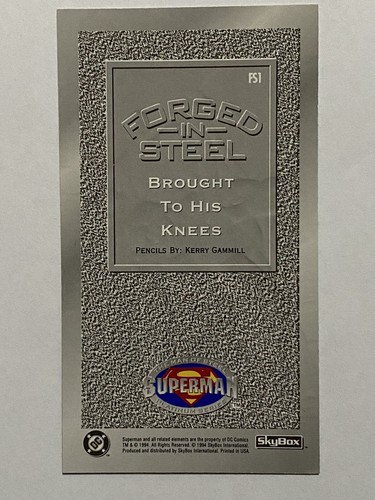 FS1
FORGED
IN
STEEL
BROUGHT
TO HIS
KNEES
PENCILS BY: KERRY GAMMILL
SUPERMAN
PLATINUM SERIES
DC
Superman and all related elements are the property of DC Comics
TM & © 1994. All Rights Reserved. © 1994 SkyBox International.
Produced and distributed by SkyBox International. Printed in USA.
SkyBox